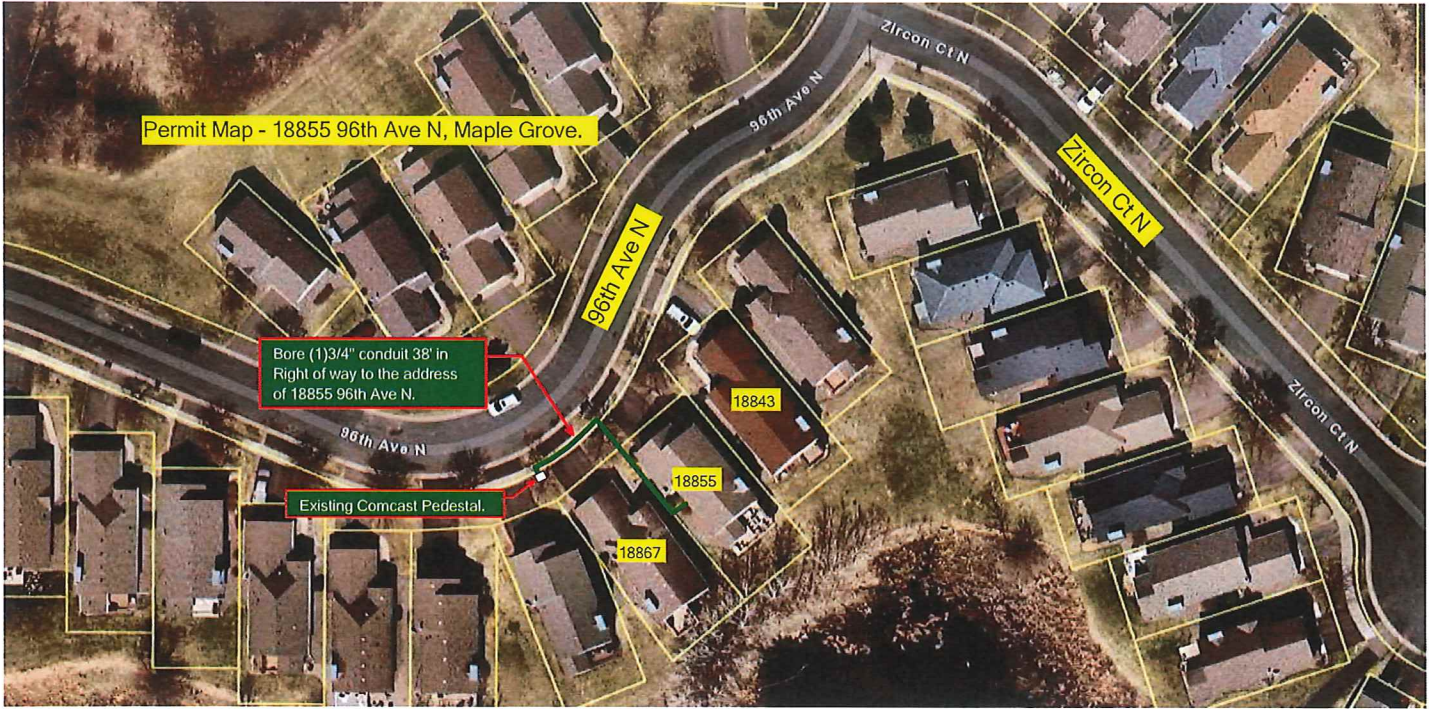 Zircon Ct N
96th Ave N
Permit Map - 18855 96th Ave N, Maple Grove.
Zircon Ct N
96th Ave N
Bore (1)3/4" conduit 38' in
Right of way to the address
of 18855 96th Ave N.
18843
Zircon Ct N
96th Ave N
18855
Existing Comcast Pedestal.
18867